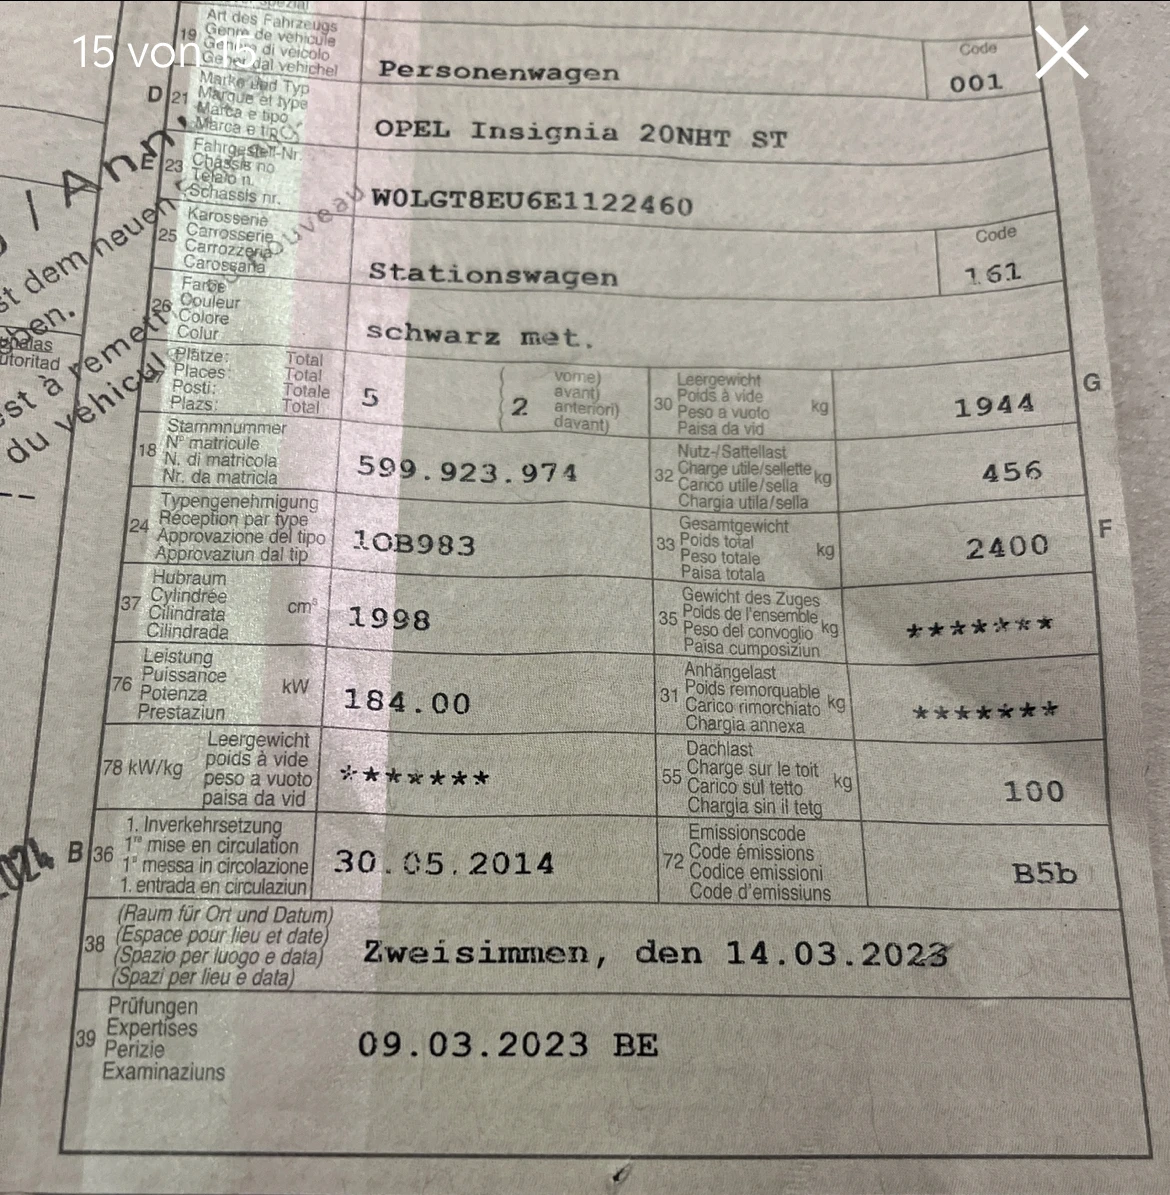 15 von 15
19
Art des Fahrzeugs
Genre de véhicule
Genere di veicolo
Gener dal vehichel
Personenwagen
Code
001
D 21
Marke und Typ
Marque et type
Marca e tipo
Marca e tip
OPEL Insignia 20NHT ST
E 23
Fahrgestell-Nr.
Châssis no
Telaio n.
Schassis nr.
W0LGT8EU6E1122460
25
Karosserie
Carrosserie
Carrozzeria
Carossaria
Stationswagen
Code
161
26
Farbe
Couleur
Colore
Colur
schwarz met.
Plätze: Total
Places: Total
Posti: Totale
Plazs: Total
5
( 2
vorne)
avant)
anteriori)
davant)
30
Leergewicht
Poids à vide
Peso a vuoto
Paisa da vid
kg
1944
G
18
Stammnummer
N° matricule
N. di matricola
Nr. da matricla
599.923.974
32
Nutz-/Sattellast
Charge utile/sellette
Carico utile/sella
Chargia utila/sella
kg
456
24
Typengenehmigung
Réception par type
Approvazione del tipo
Approvaziun dal tip
1OB983
33
Gesamtgewicht
Poids total
Peso totale
Paisa totala
kg
2400
F
37
Hubraum
Cylindrée
Cilindrata
Cilindrada
cm³
1998
35
Gewicht des Zuges
Poids de l'ensemble
Peso del convoglio
Paisa cumposiziun
kg
*******
76
Leistung
Puissance
Potenza
Prestaziun
kW
184.00
31
Anhängelast
Poids remorquable
Carico rimorchiato
Chargia annexa
kg
*******
78 kW/kg
Leergewicht
poids à vide
peso a vuoto
paisa da vid
*******
55
Dachlast
Charge sur le toit
Carico sul tetto
Chargia sin il tetg
kg
100
B 36
1. Inverkehrsetzung
1re mise en circulation
1a messa in circolazione
1. entrada en circulaziun
30.05.2014
72
Emissionscode
Code émissions
Codice emissioni
Code d'emissiuns
B5b
38
(Raum für Ort und Datum)
(Espace pour lieu et date)
(Spazio per luogo e data)
(Spazi per lieu e data)
Zweisimmen, den 14.03.2023
39
Prüfungen
Expertises
Perizie
Examinaziuns
09.03.2023 BE
/ Ann
st dem neuen
ben.
est à remett
du véhicul
nouveau
utoritad
2024